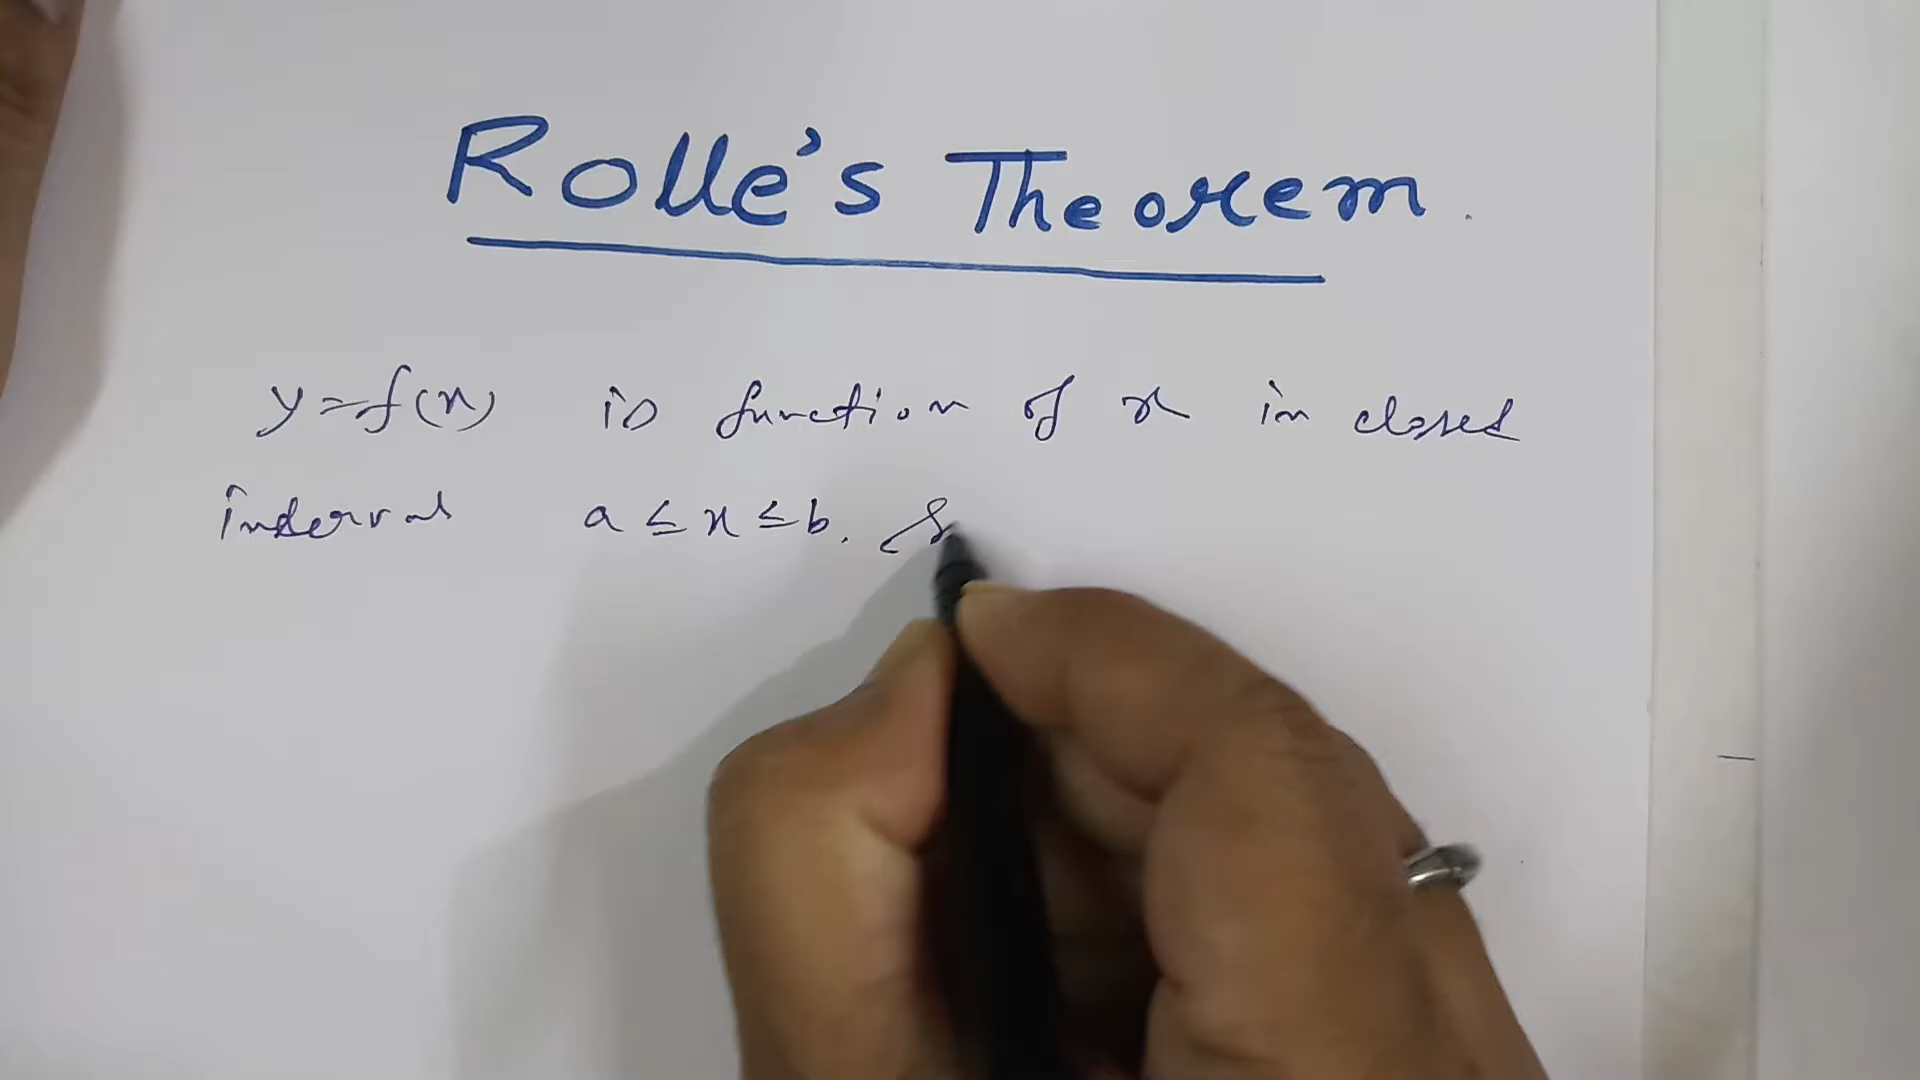 Rolle's Theorem.
y=f(x) is function of x in closed
interval a ≤ x ≤ b.